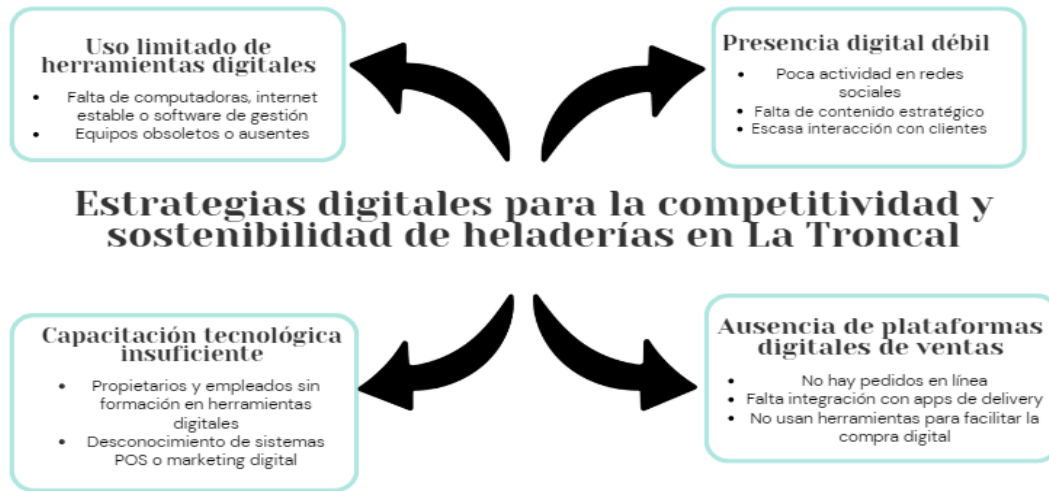 Uso limitado de
herramientas digitales
• Falta de computadoras, internet
estable o software de gestión
• Equipos obsoletos o ausentes
Presencia digital débil
• Poca actividad en redes
sociales
• Falta de contenido estratégico
• Escasa interacción con clientes
Estrategias digitales para la competitividad y
sostenibilidad de heladerías en La Troncal
Capacitación tecnológica
insuficiente
• Propietarios y empleados sin
formación en herramientas
digitales
• Desconocimiento de sistemas
POS o marketing digital
Ausencia de plataformas
digitales de ventas
• No hay pedidos en línea
• Falta integración con apps de delivery
• No usan herramientas para facilitar la
compra digital